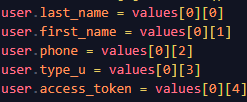 user.last_name = values[0][0]
user.first_name = values[0][1]
user.phone = values[0][2]
user.type_u = values[0][3]
user.access_token = values[0][4]